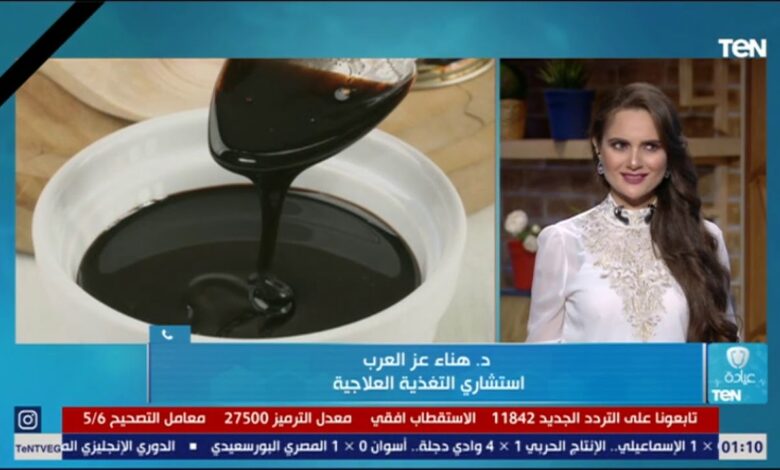 TEN
د. هناء عز العرب
استشاري التغذية العلاجية
عيادة
TEN
تابعونا على التردد الجديد 11842 الاستقطاب افقي معدل الترميز 27500 معامل التصحيح 5/6
TeNTVEG
1 الإسماعيلي.. الإنتاج الحربي 1 × 4 وادي دجلة.. أسوان 0 × 1 المصري البورسعيدي - الدوري الإنجليزي
01:10